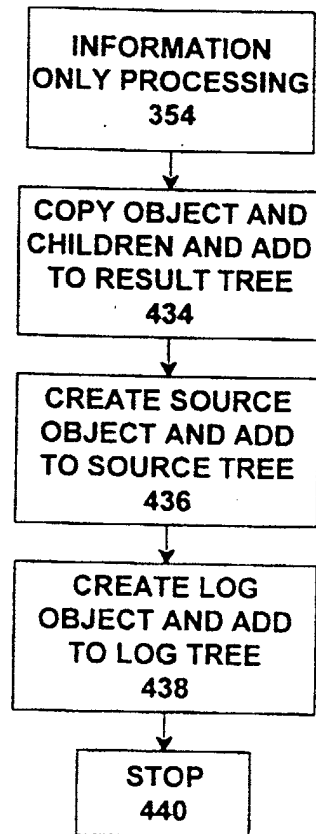 INFORMATION
ONLY PROCESSING
354
COPY OBJECT AND
CHILDREN AND ADD
TO RESULT TREE
434
CREATE SOURCE
OBJECT AND ADD
TO SOURCE TREE
436
CREATE LOG
OBJECT AND ADD
TO LOG TREE
438
STOP
440